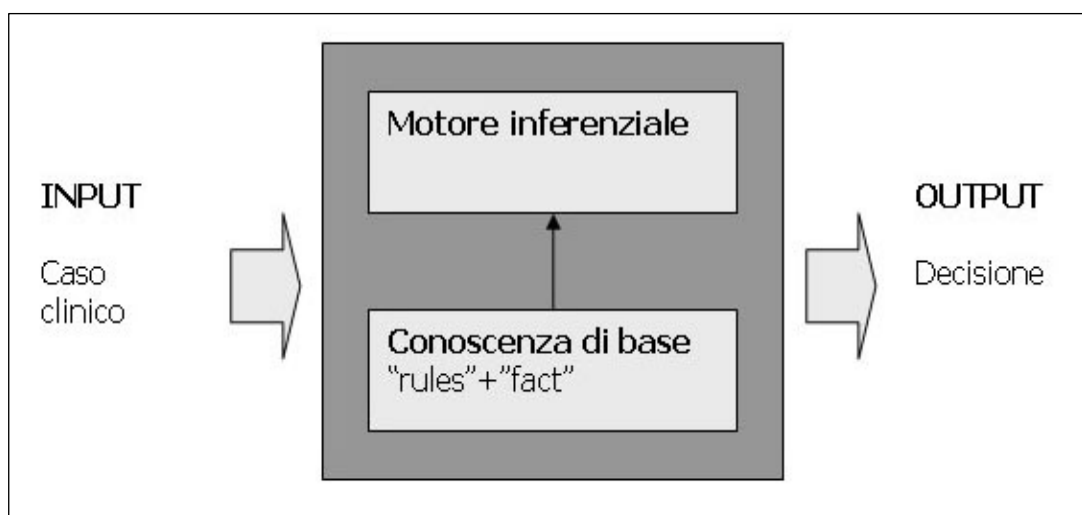 INPUT
Caso
clinico
Motore inferenziale
Conoscenza di base
"rules"+"fact"
OUTPUT
Decisione